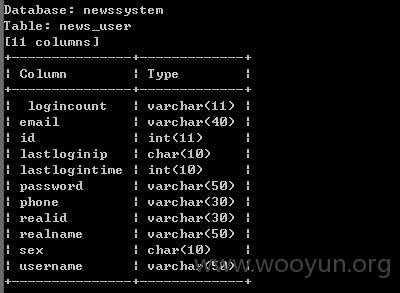 Database: newssystem
Table: news_user
[11 columns]
+---------------+-------------+
| Column        | Type        |
+---------------+-------------+
|  logincount   | varchar(11) |
| email         | varchar(40) |
| id            | int(11)     |
| lastloginip   | char(10)    |
| lastlogintime | int(10)     |
| password      | varchar(50) |
| phone         | varchar(30) |
| realid        | varchar(30) |
| realname      | varchar(50) |
| sex           | char(10)    |
| username      | varchar(50) |
+---------------+-------------+
www.wooyun.org